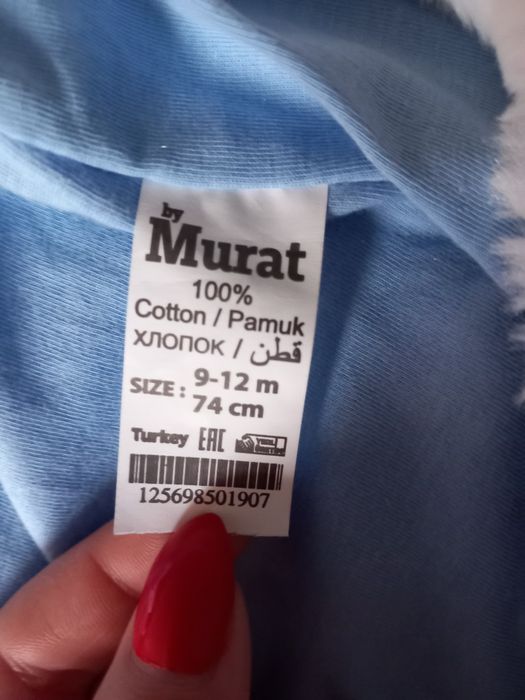 by
Murat
100%
Cotton / Pamuk
хлопок / قطن
SIZE : 9-12 m
74 cm
Turkey EAC
125698501907